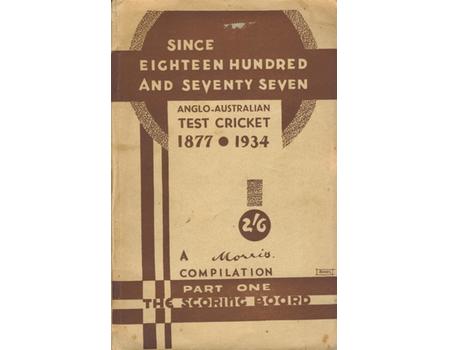 SINCE
EIGHTEEN HUNDRED
AND SEVENTY SEVEN
ANGLO-AUSTRALIAN
TEST CRICKET
1877 • 1934
2/6
A Morris
COMPILATION
PART ONE
THE SCORING BOARD